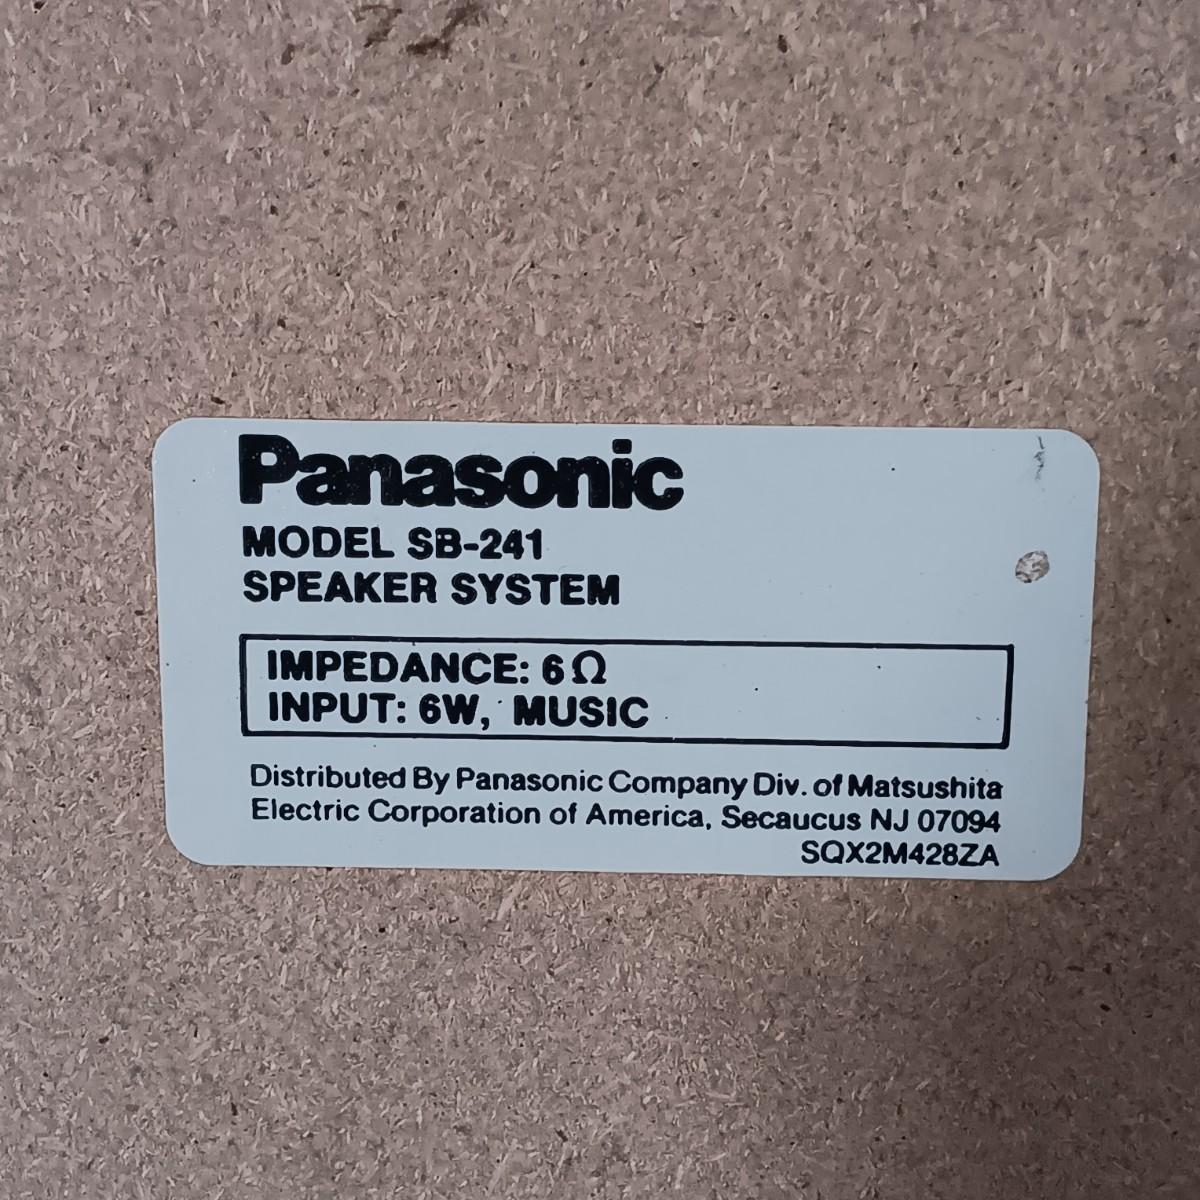 Panasonic
MODEL SB-241
SPEAKER SYSTEM
IMPEDANCE: 6Ω
INPUT: 6W, MUSIC
Distributed By Panasonic Company Div. of Matsushita
Electric Corporation of America, Secaucus NJ 07094
SQX2M428ZA